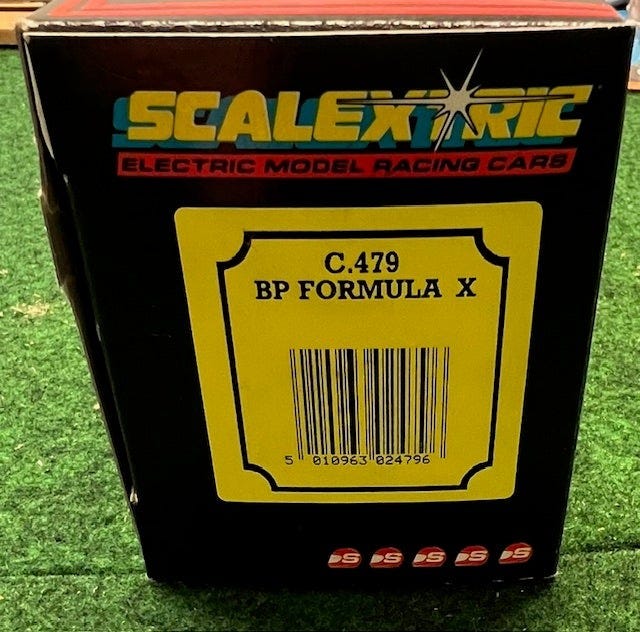 SCALEXTRIC
ELECTRIC MODEL RACING CARS
C.479
BP FORMULA X
5 010963 024796
S S S S S